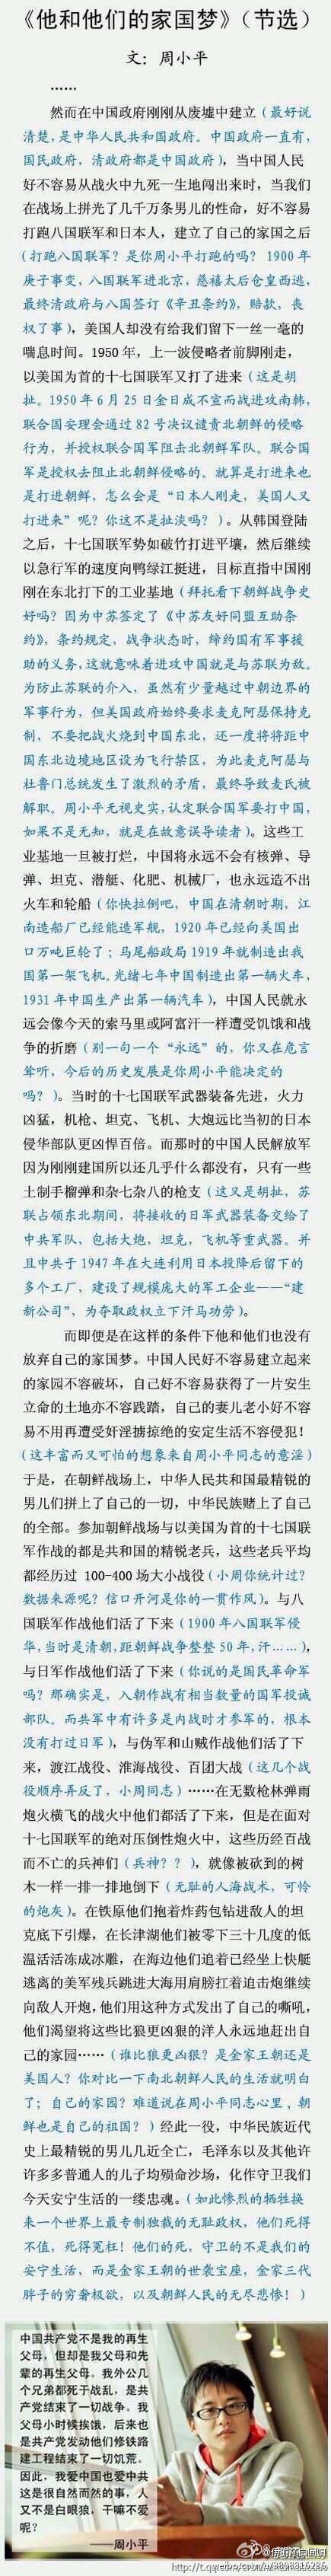 《他和他们的家国梦》（节选）
文：周小平
……
然而在中国政府刚刚从废墟中建立（最好说
清楚，是中华人民共和国政府。中国政府一直有，
国民政府，清政府都是中国政府），当中国人民
好不容易从战火中九死一生地闯出来时，当我们
在战场上拼光了几千万条男儿的性命，好不容易
打跑八国联军和日本人，建立了自己的家国之后
（打跑八国联军？是你周小平打跑的吗？1900年
庚子事变，八国联军进北京，慈禧太后仓皇西逃，
最终清政府与八国签订《辛丑条约》，赔款，丧
权了事），美国人却没有给我们留下一丝一毫的
喘息时间。1950年，上一波侵略者前脚刚走，
以美国为首的十七国联军又打了进来（这是胡
扯。1950年6月25日金日成不宣而战进攻南韩，
联合国安理会通过82号决议谴责北朝鲜的侵略
行为，并授权联合国军阻击北朝鲜军队。联合国
军是授权去阻止北朝鲜侵略的。就算是打进来也
是打进朝鲜，怎么会是“日本人刚走，美国人又
打进来”呢？你这不是扯淡吗？）。从韩国登陆
之后，十七国联军势如破竹打进平壤，然后继续
以急行军的速度向鸭绿江挺进，目标直指中国刚
刚在东北打下的工业基地（拜托看下朝鲜战争史
好吗？因为中苏签定了《中苏友好同盟互助条
约》，条约规定，战争状态时，缔约国有军事援
助的义务，这就意味着进攻中国就是与苏联为敌。
为防止苏联的介入，虽然有少量越过中朝边界的
军事行为，但美国政府始终要求麦克阿瑟保持克
制，不要把战火烧到中国东北，还一度将将距中
国东北边境地区设为飞行禁区，为此麦克阿瑟与
杜鲁门总统发生了激烈的矛盾，最终导致麦氏被
解职。周小平无视史实，认定联合国军要打中国，
如果不是无知，就是在故意误导读者）。这些工
业基地一旦被打烂，中国将永远不会有核弹、导
弹、坦克、潜艇、化肥、机械厂，也永远造不出
火车和轮船（你快拉倒吧，中国在清朝时期，江
南造船厂已经能造军舰，1920年已经向美国出
口万吨巨轮了；马尾船政局1919年就制造出我
国第一架飞机。光绪七年中国制造出第一辆火车，
1931年中国生产出第一辆汽车），中国人民就永
远会像今天的索马里或阿富汗一样遭受饥饿和战
争的折磨（别一句一个“永远”的，你又在危言
耸听，今后的历史发展是你周小平能决定的
吗？）。当时的十七国联军武器装备先进，火力
凶猛，机枪、坦克、飞机、大炮远比当初的日本
侵华部队更凶悍百倍。而那时的中国人民解放军
因为刚刚建国所以还几乎什么都没有，只有一些
土制手榴弹和杂七杂八的枪支（这又是胡扯，苏
联占领东北期间，将接收的日军武器装备交给了
中共军队，包括大炮，坦克，飞机等重武器。并
且中共于1947年在大连利用日本投降后留下的
多个工厂，建设了规模庞大的军工企业——“建
新公司”，为夺取政权立下汗马功劳）。
而即便是在这样的条件下他和他们也没有
放弃自己的家国梦。中国人民好不容易建立起来
的家园不容破坏，自己好不容易获得了一片安生
立命的土地亦不容践踏，自己的妻儿老小好不容
易不用再遭受奸淫掳掠绝的安定生活不容侵犯！
（这丰富而又可怕的想象来自周小平同志的意淫）
于是，在朝鲜战场上，中华人民共和国最精锐的
男儿们拼上了自己的一切，中华民族赌上了自己
的全部。参加朝鲜战场与以美国为首的十七国联
军作战的都是共和国的精锐老兵，这些老兵平均
都经历过 100-400场大小战役（小周你统计过？
数据来源呢？信口开河是你的一贯作风）。与八
国联军作战他们活了下来（1900年八国联军侵
华，当时是清朝，距朝鲜战争整整50年，汗……），
与日军作战他们活了下来（你说的是国民革命军
吗？那确实是，入朝作战有相当数量的国军投诚
部队。而共军中有许多是内战时才参军的，根本
没有打过日军），与伪军和山贼作战他们活了下
来，渡江战役、淮海战役、百团大战（这几个战
役顺序弄反了，小周同志）……在无数枪林弹雨
炮火横飞的战火中他们都活了下来，但是在面对
十七国联军的绝对压倒性炮火中，这些历经百战
而不亡的兵神们（兵神？？），就像被砍到的树
木一样一排一排地倒下（无耻的人海战术，可怜
的炮灰）。在铁原他们抱着炸药包钻进敌人的坦
克底下引爆，在长津湖他们被零下三十几度的低
温活活冻成冰雕，在海边他们追着已经坐上快艇
逃离的美军残兵跳进大海用肩膀扛着迫击炮继续
向敌人开炮，他们用这种方式发出了自己的嘶吼，
他们渴望将这些比狼更凶狠的洋人永远地赶出自
己的家园……（谁比狼更凶狠？是金家王朝还是
美国人？你对比一下南北朝鲜人民的生活就明白
了；自己的家园？难道说在周小平同志心里，朝
鲜也是自己的祖国？）经此一役，中华民族近代
史上最精锐的男儿几近全亡，毛泽东以及其他许
许多多普通人的儿子均殒命沙场，化作守卫我们
今天安宁生活的一缕忠魂。（如此惨烈的牺牲换
来一个世界上最专制独裁的无耻政权，他们死得
不值，死得冤枉！他们的死，守卫的不是我们的
安宁生活，而是金家王朝的世袭宝座，金家三代
胖子的穷奢极欲，以及朝鲜人民的无尽悲惨！）
中国共产党不是我的再生
父母，但却是我父母和先
辈的再生父母。我外公几
个兄弟都死于战乱，是共
产党结束了一切战争。我
父母小时候挨饿，后来也
是共产党发动他们修铁路
建工程结束了一切饥荒。
因此，我爱中国也爱中共
这是很自然而然的事，人
又不是白眼狼，干嘛不爱
呢？
——周小平